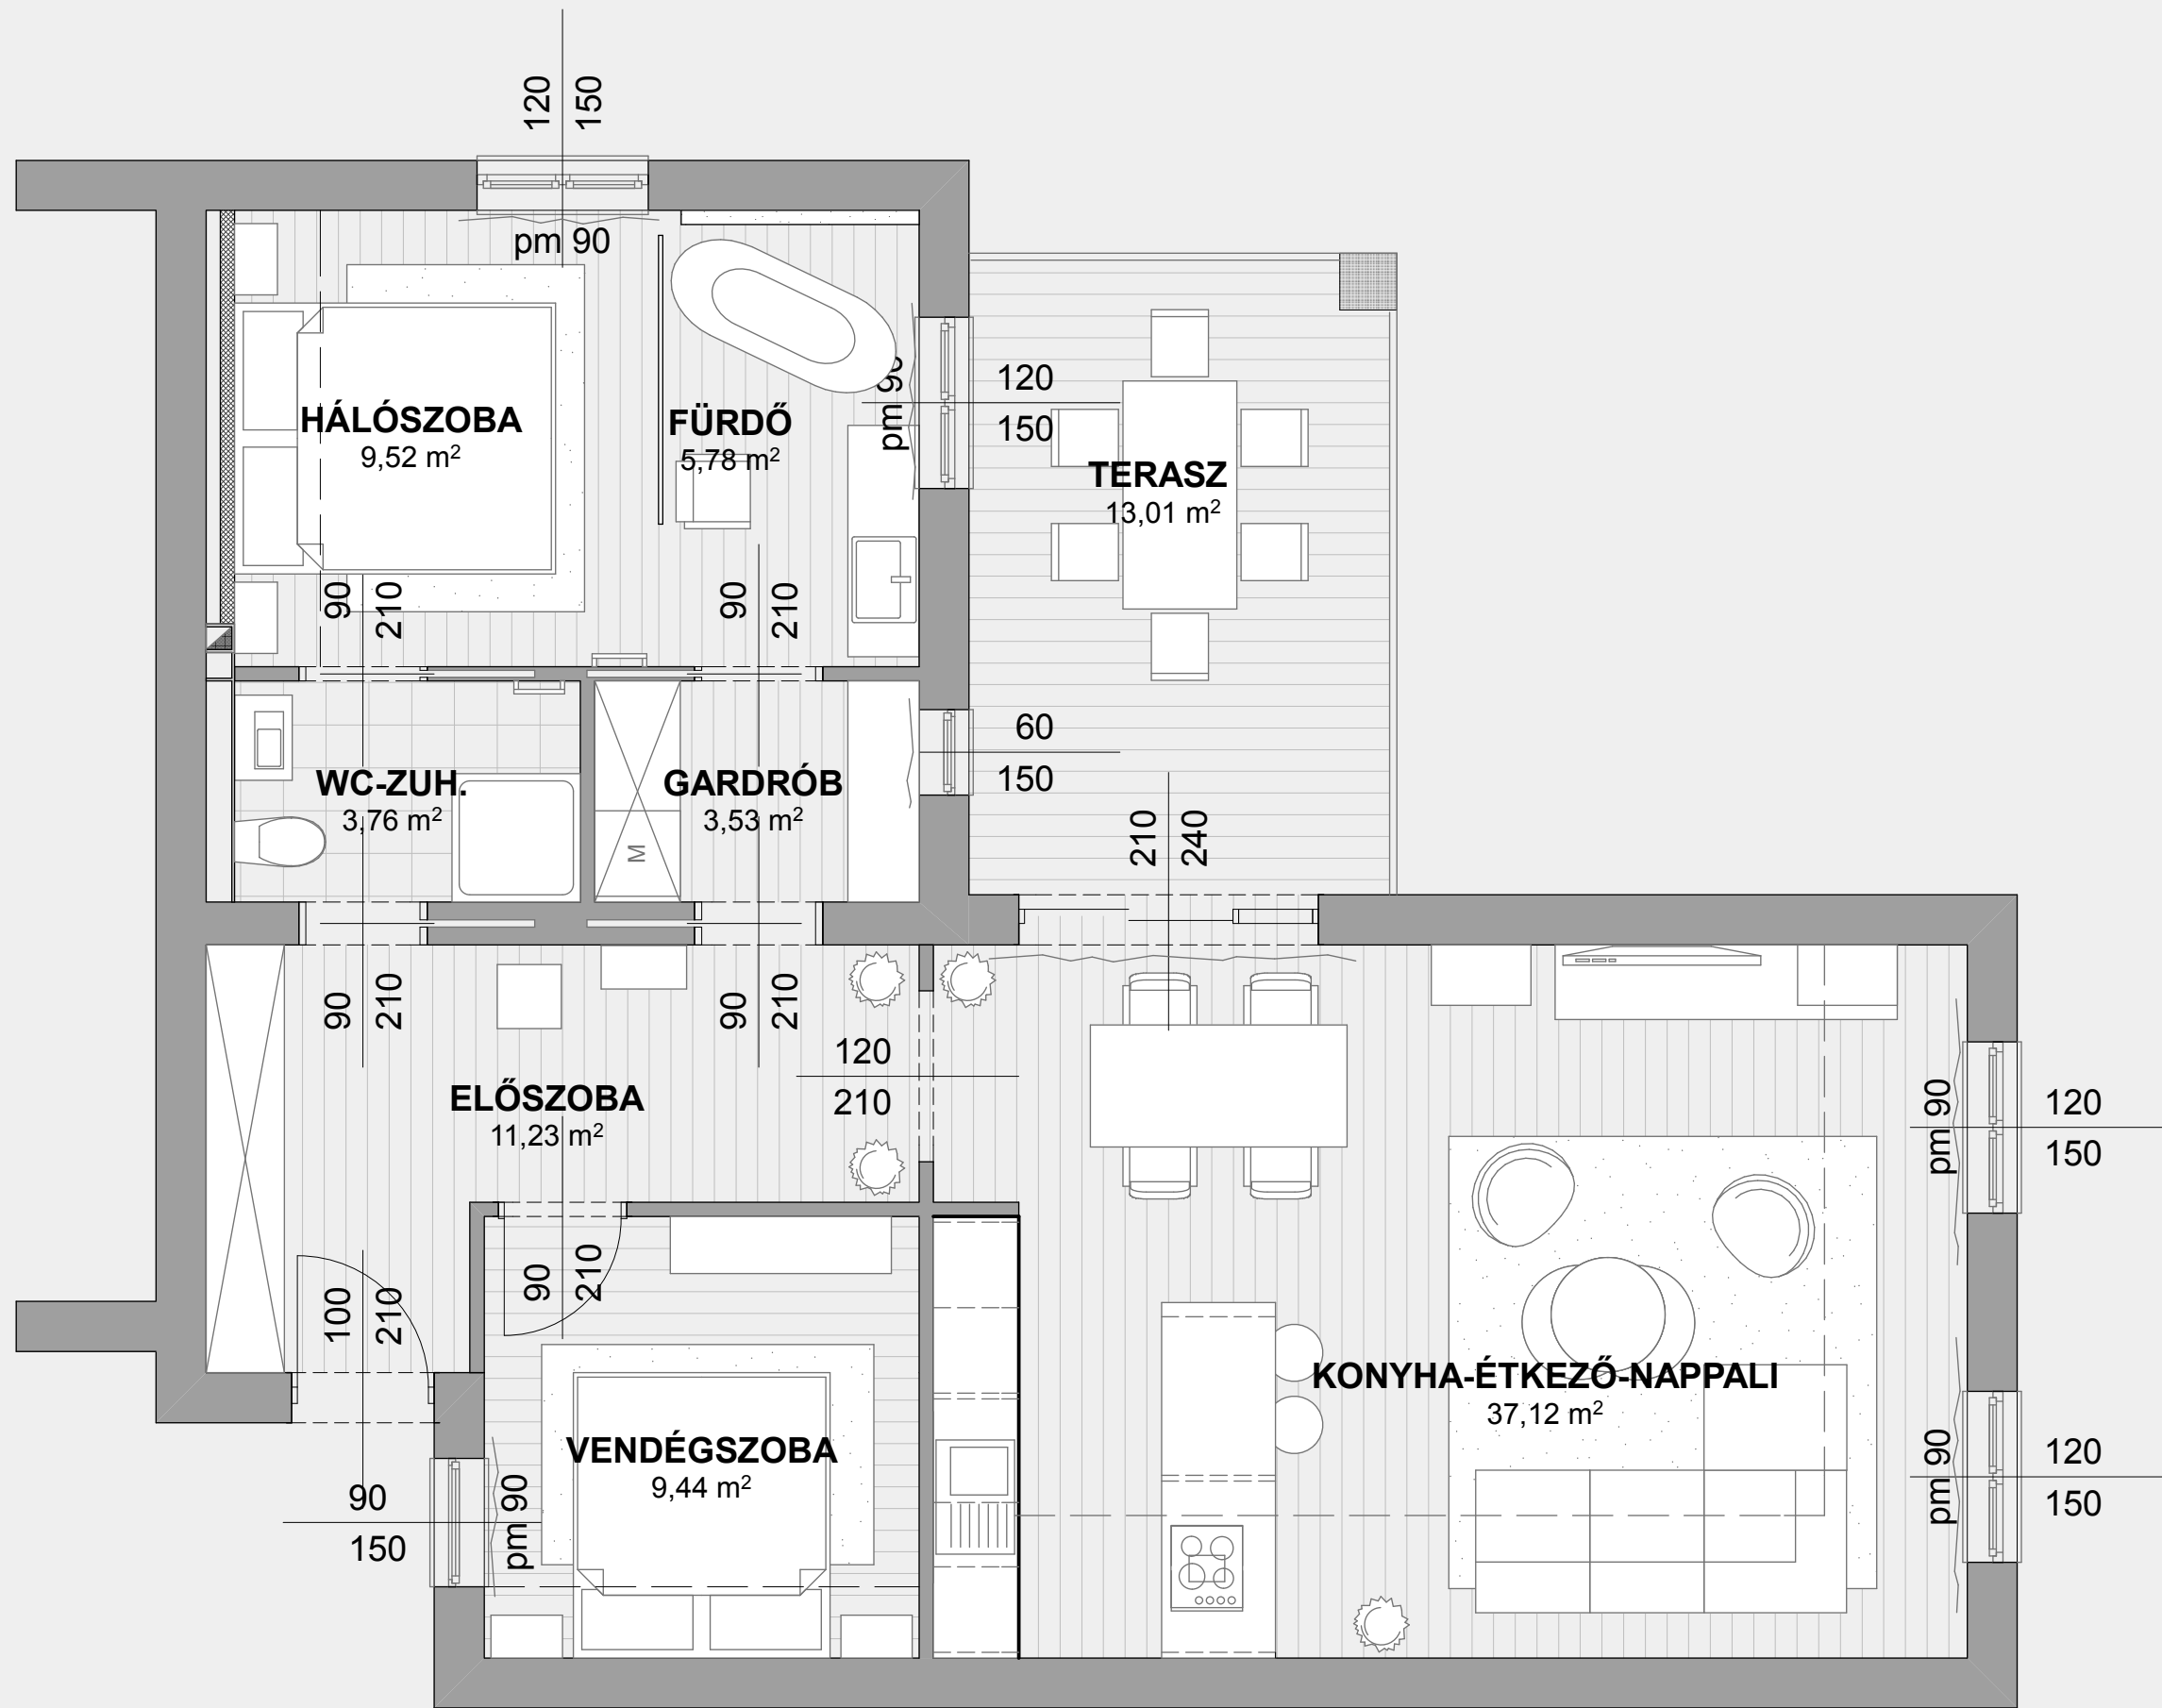 120
150
pm 90
HÁLÓSZOBA
9,52 m²
FÜRDŐ
5,78 m²
pm 90
120
150
TERASZ
13,01 m²
90
210
90
210
WC-ZUH.
3,76 m²
GARDRÓB
3,53 m²
M
60
150
210
240
90
210
90
210
120
210
ELŐSZOBA
11,23 m²
pm 90
120
150
100
210
90
210
KONYHA-ÉTKEZŐ-NAPPALI
37,12 m²
VENDÉGSZOBA
9,44 m²
90
150
pm 90
pm 90
120
150